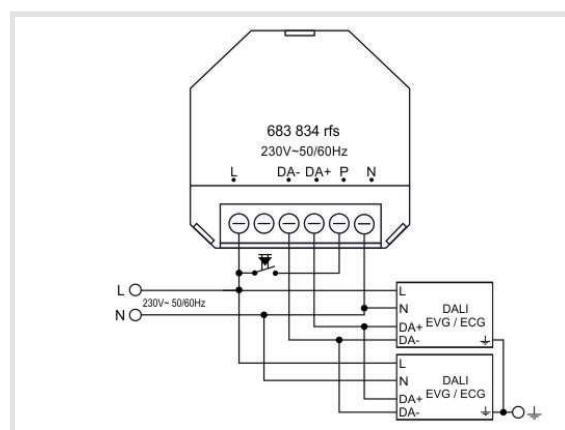 683 834 rfs
230V~50/60Hz
L DA- DA+ P N
L
230V~ 50/60Hz
N
L
N
DA+
DA-
DALI
EVG / ECG
L
N
DA+
DA-
DALI
EVG / ECG